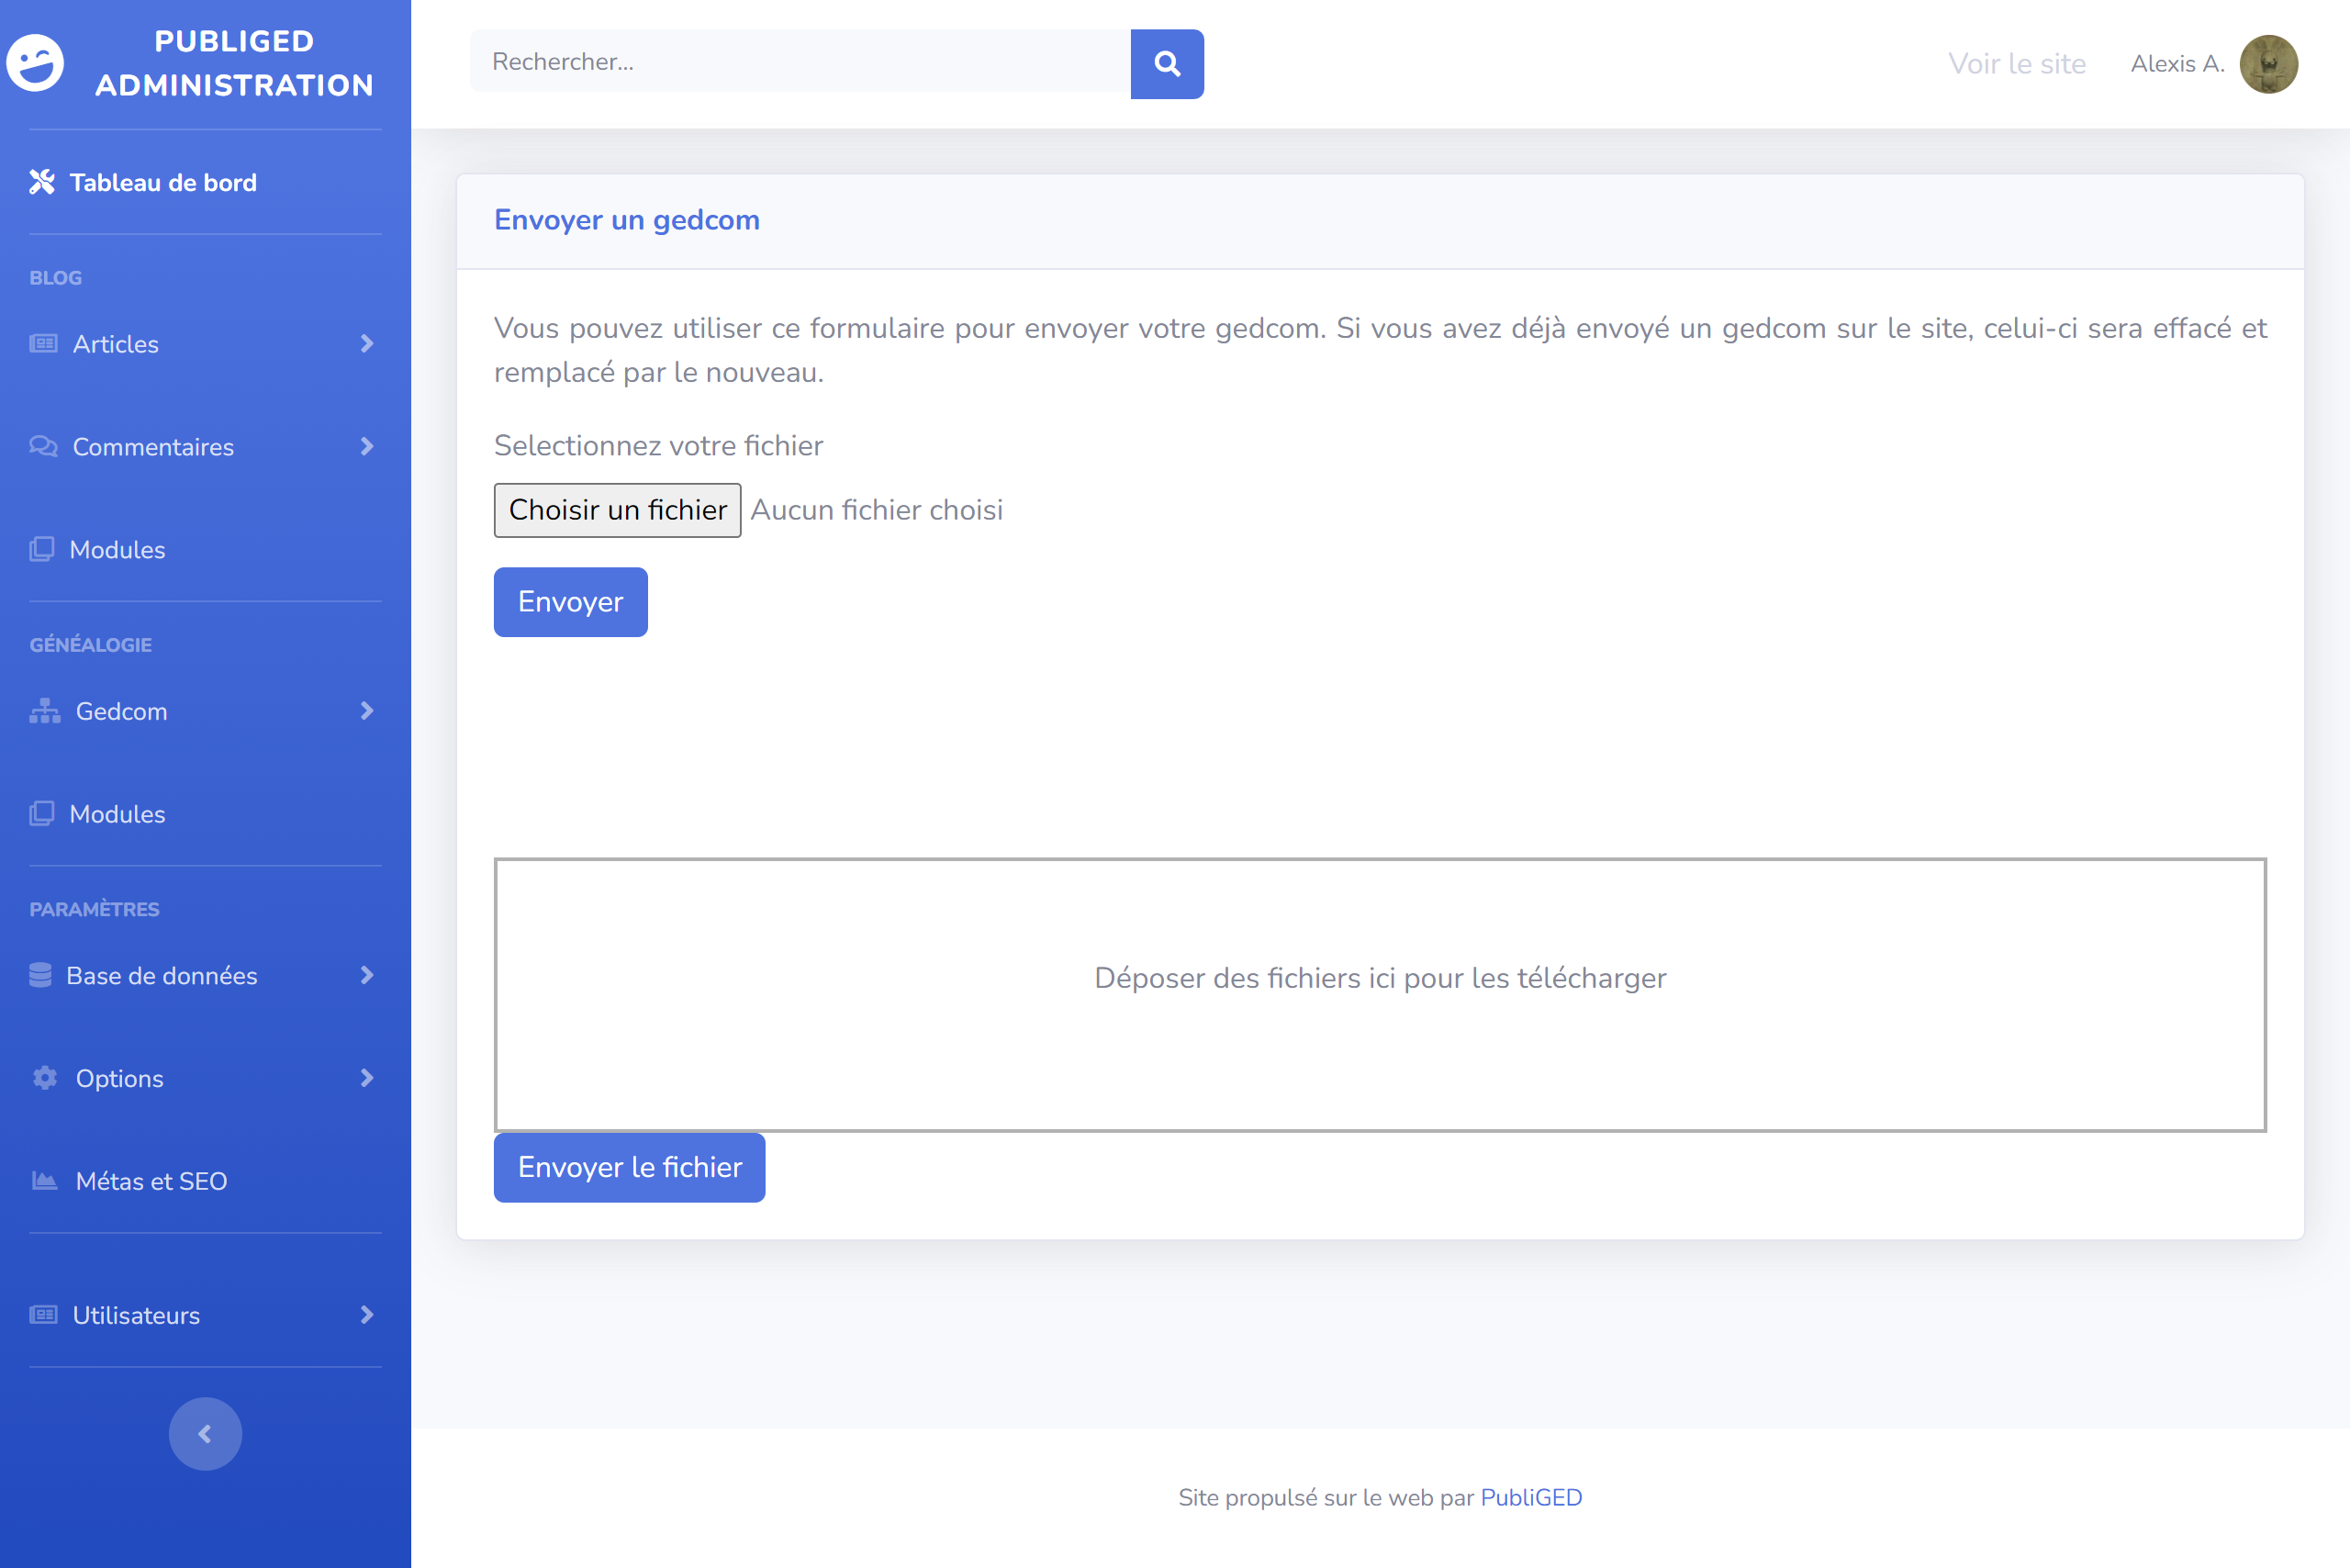 PUBLIGED
ADMINISTRATION
Tableau de bord
BLOG
Articles
Commentaires
Modules
GÉNÉALOGIE
Gedcom
Modules
PARAMÈTRES
Base de données
Options
Métas et SEO
Utilisateurs
Rechercher...
Voir le site
Alexis A.
Envoyer un gedcom
Vous pouvez utiliser ce formulaire pour envoyer votre gedcom. Si vous avez déjà envoyé un gedcom sur le site, celui-ci sera effacé et
remplacé par le nouveau.
Selectionnez votre fichier
Choisir un fichier Aucun fichier choisi
Envoyer
Déposer des fichiers ici pour les télécharger
Envoyer le fichier
Site propulsé sur le web par PubliGED